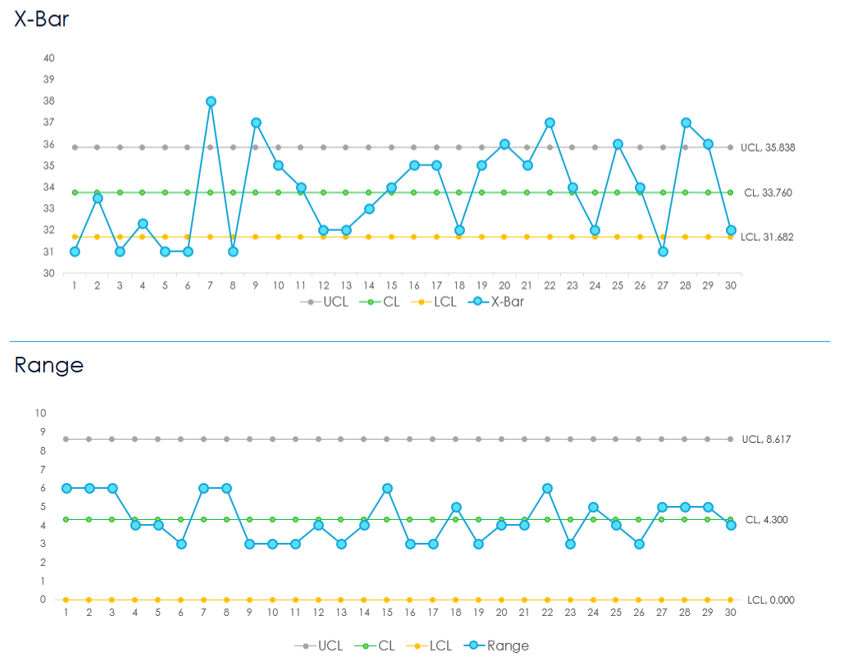 X-Bar
40
39
38
37
36
35
34
33
32
31
30
UCL, 35.838
CL, 33.760
LCL, 31.682
1 2 3 4 5 6 7 8 9 10 11 12 13 14 15 16 17 18 19 20 21 22 23 24 25 26 27 28 29 30
UCL CL LCL X-Bar
Range
10
9
8
7
6
5
4
3
2
1
0
UCL, 8.617
CL, 4.300
LCL, 0.000
1 2 3 4 5 6 7 8 9 10 11 12 13 14 15 16 17 18 19 20 21 22 23 24 25 26 27 28 29 30
UCL CL LCL Range